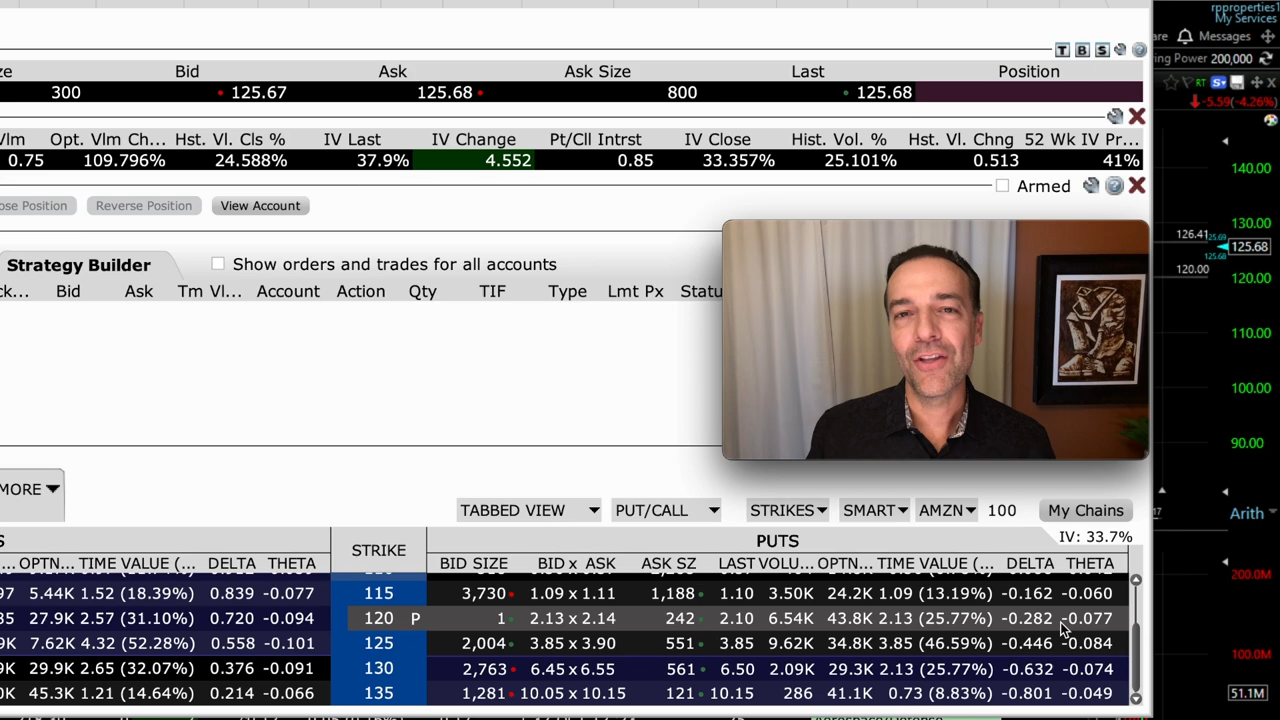 rpproperties1
My Services
are Messages
T B S
ing Power 200,000
ze Bid Ask Ask Size Last Position
300 125.67 125.68 800 125.68
RT S
-5.59(-4.26%)
Vlm Opt. Vlm Ch... Hst. Vl. Cls % IV Last IV Change Pt/Cll Intrst IV Close Hist. Vol. % Hst. Vl. Chng 52 Wk IV Pr...
0.75 109.796% 24.588% 37.9% 4.552 0.85 33.357% 25.101% 0.513 41%
Armed
ose Position Reverse Position View Account
140.00
130.00
126.41
125.69
125.68
125.68
120.00
120.00
110.00
100.00
90.00
Strategy Builder Show orders and trades for all accounts
ck... Bid Ask Tm Vl... Account Action Qty TIF Type Lmt Px Statu
MORE
TABBED VIEW PUT/CALL STRIKES SMART AMZN 100 My Chains
17 Arith
IV: 33.7%
S STRIKE PUTS
... OPTN... TIME VALUE (... DELTA THETA BID SIZE BID x ASK ASK SZ LAST VOLU... OPTN... TIME VALUE (... DELTA THETA
97 5.44K 1.52 (18.39%) 0.839 -0.077 115 3,730 1.09 x 1.11 1,188 1.10 3.50K 24.2K 1.09 (13.19%) -0.162 -0.060
35 27.9K 2.57 (31.10%) 0.720 -0.094 120 P 1 2.13 x 2.14 242 2.10 6.54K 43.8K 2.13 (25.77%) -0.282 -0.077
9K 7.62K 4.32 (52.28%) 0.558 -0.101 125 2,004 3.85 x 3.90 551 3.85 9.62K 34.8K 3.85 (46.59%) -0.446 -0.084
9K 29.9K 2.65 (32.07%) 0.376 -0.091 130 2,763 6.45 x 6.55 561 6.50 2.09K 29.3K 2.13 (25.77%) -0.632 -0.074
0K 45.3K 1.21 (14.64%) 0.214 -0.066 135 1,281 10.05 x 10.15 121 10.15 286 41.1K 0.73 (8.83%) -0.801 -0.049
200.0M
100.0M
51.1M